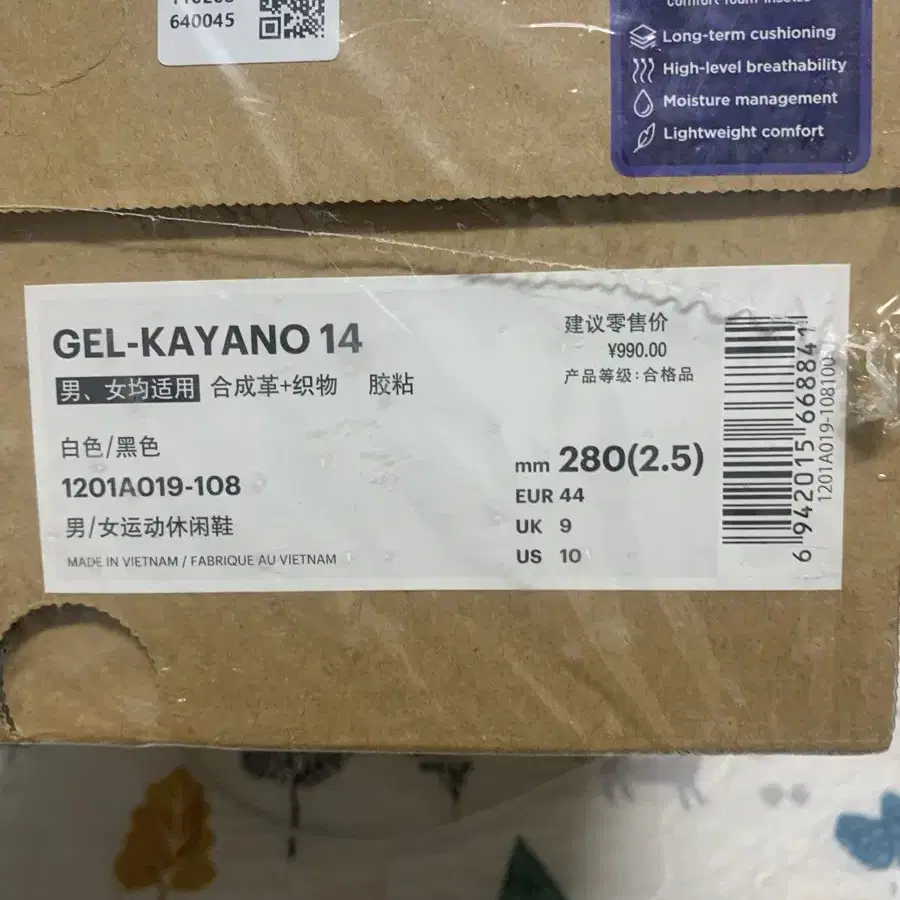 640045
Long-term cushioning
High-level breathability
Moisture management
Lightweight comfort
GEL-KAYANO 14
男、女均适用 合成革+织物 胶粘
白色/黑色
1201A019-108
男/女运动休闲鞋
MADE IN VIETNAM / FABRIQUE AU VIETNAM
建议零售价
¥990.00
产品等级:合格品
mm 280(2.5)
EUR 44
UK 9
US 10
6 942015 668841
1201A019-108100